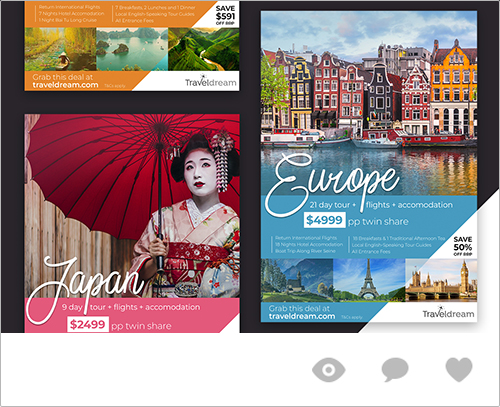 Return International Flights
7 Nights Hotel Accomodation
1 Night Bai Tu Long Cruise
7 Breakfasts, 2 Lunches and 1 Dinner
Local English Speaking Tour Guides
All Entrance Fees
SAVE
$591
OFF RRP
Grab this deal at
traveldream.com
T&Cs apply
Traveldream
Japan
9 day tour + flights + accomodation
$2499 pp twin share
Europe
21 day tour + flights + accomodation
$4999 pp twin share
Return International Flights
18 Nights Hotel Accomodation
Boat Trip Along River Seine
18 Breakfasts & 1 Traditional Afternoon Tea
Local English Speaking Tour Guides
All Entrance Fees
SAVE
50%
OFF RRP
Grab this deal at
traveldream.com
T&Cs apply
Traveldream